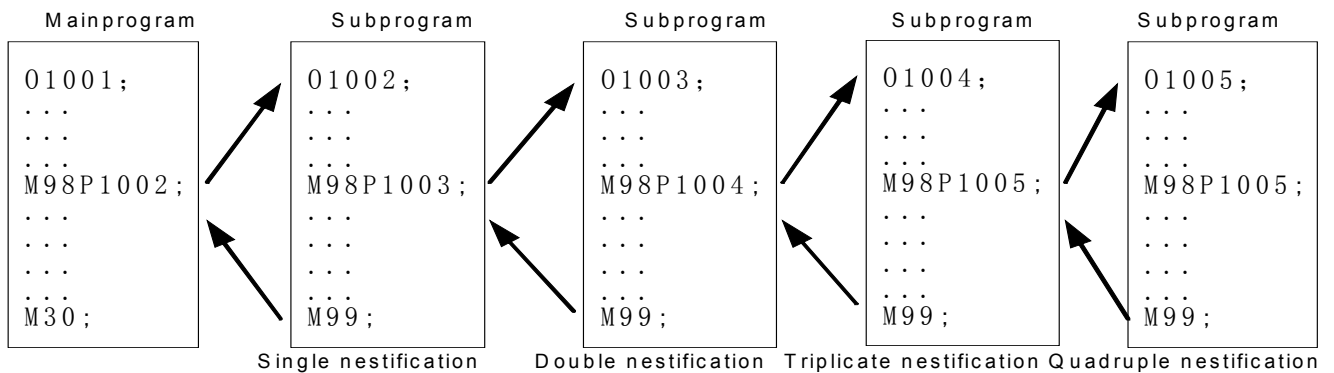 Mainprogram
Subprogram
Subprogram
Subprogram
Subprogram
O1001;
...
...
...
M98P1002;
...
...
...
...
M30;
O1002;
...
...
...
M98P1003;
...
...
...
...
M99;
O1003;
...
...
...
M98P1004;
...
...
...
...
M99;
O1004;
...
...
...
M98P1005;
...
...
...
...
M99;
O1005;
...
...
...
M98P1005;
...
...
...
...
M99;
Single nestification
Double nestification
Triplicate nestification
Quadruple nestification